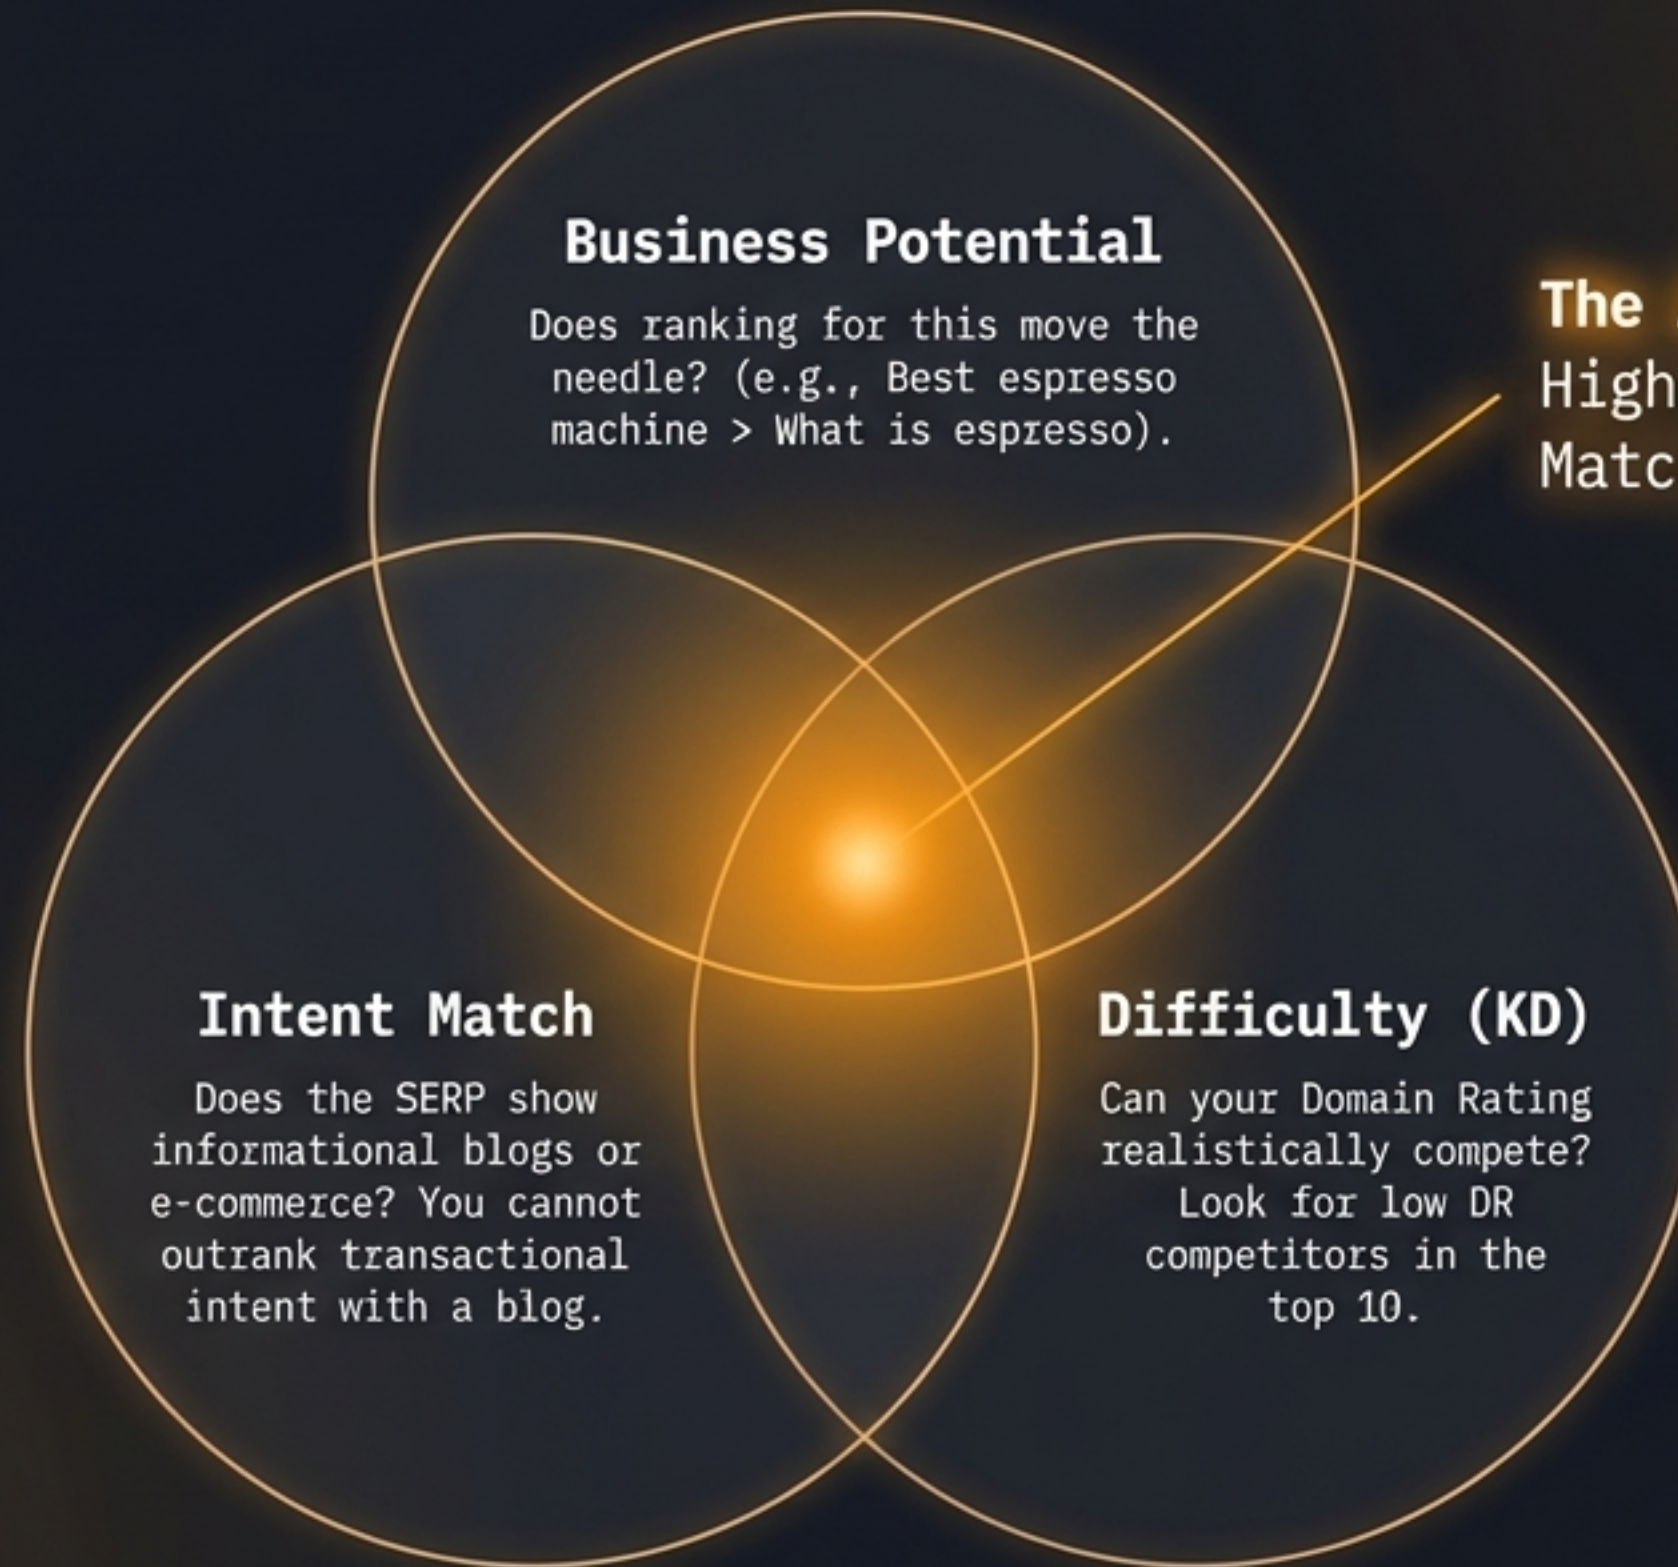 Business Potential
Does ranking for this move the
needle? (e.g., Best espresso
machine > What is espresso).
The
High
Matc
Intent Match
Does the SERP show
informational blogs or
e-commerce? You cannot
outrank transactional
intent with a blog.
Difficulty (KD)
Can your Domain Rating
realistically compete?
Look for low DR
competitors in the
top 10.